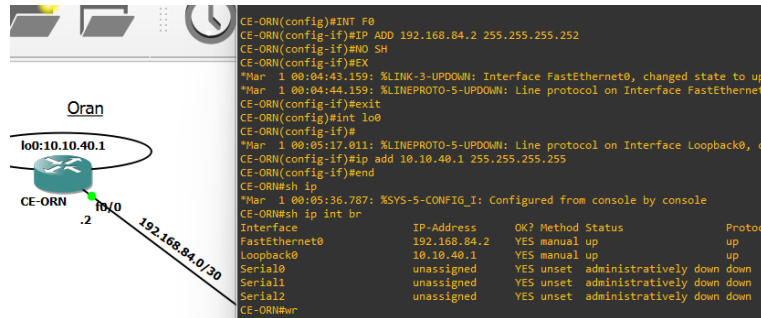 Oran
lo0:10.10.40.1
CE-ORN
f0/0
.2
192.168.84.0/30
CE-ORN(config)#INT F0
CE-ORN(config-if)#IP ADD 192.168.84.2 255.255.255.252
CE-ORN(config-if)#NO SH
CE-ORN(config-if)#EX
*Mar  1 00:04:43.159: %LINK-3-UPDOWN: Interface FastEthernet0, changed state to up
*Mar  1 00:04:44.159: %LINEPROTO-5-UPDOWN: Line protocol on Interface FastEthernet
CE-ORN(config-if)#exit
CE-ORN(config)#int lo0
CE-ORN(config-if)#
*Mar  1 00:05:17.011: %LINEPROTO-5-UPDOWN: Line protocol on Interface Loopback0,
CE-ORN(config-if)#ip add 10.10.40.1 255.255.255.255
CE-ORN(config-if)#end
CE-ORN#sh ip
*Mar  1 00:05:36.787: %SYS-5-CONFIG_I: Configured from console by console
CE-ORN#sh ip int br
Interface IP-Address OK? Method Status Protoc
FastEthernet0 192.168.84.2 YES manual up up
Loopback0 10.10.40.1 YES manual up up
Serial0 unassigned YES unset administratively down down
Serial1 unassigned YES unset administratively down down
Serial2 unassigned YES unset administratively down down
CE-ORN#wr